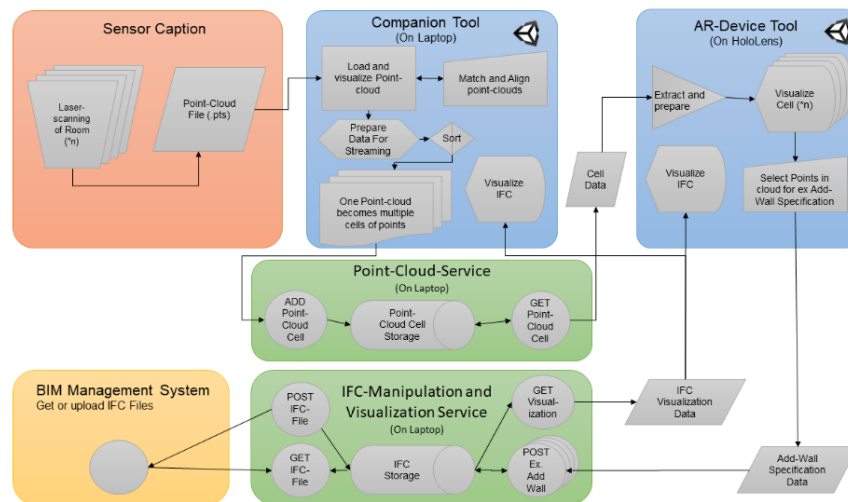 Sensor Caption
Laser-
scanning
of Room
(*n)
Point-Cloud
File (.pts)
Companion Tool
(On Laptop)
Load and
visualize Point-
cloud
Match and Align
point-clouds
Prepare
Data For
Streaming
Sort
One Point-cloud
becomes multiple
cells of points
Visualize
IFC
Cell
Data
AR-Device Tool
(On HoloLens)
Extract and
prepare
Visualize
Cell (*n)
Visualize
IFC
Select Points in
cloud for ex Add-
Wall Specification
Point-Cloud-Service
(On Laptop)
ADD
Point-
Cloud
Cell
Point-
Cloud Cell
Storage
GET
Point-
Cloud
Cell
BIM Management System
Get or upload IFC Files
IFC-Manipulation and
Visualization Service
(On Laptop)
POST
IFC-
File
GET
IFC-
File
IFC
Storage
GET
Visual-
ization
POST
Ex.
Add
Wall
IFC
Visualization
Data
Add-Wall
Specification
Data